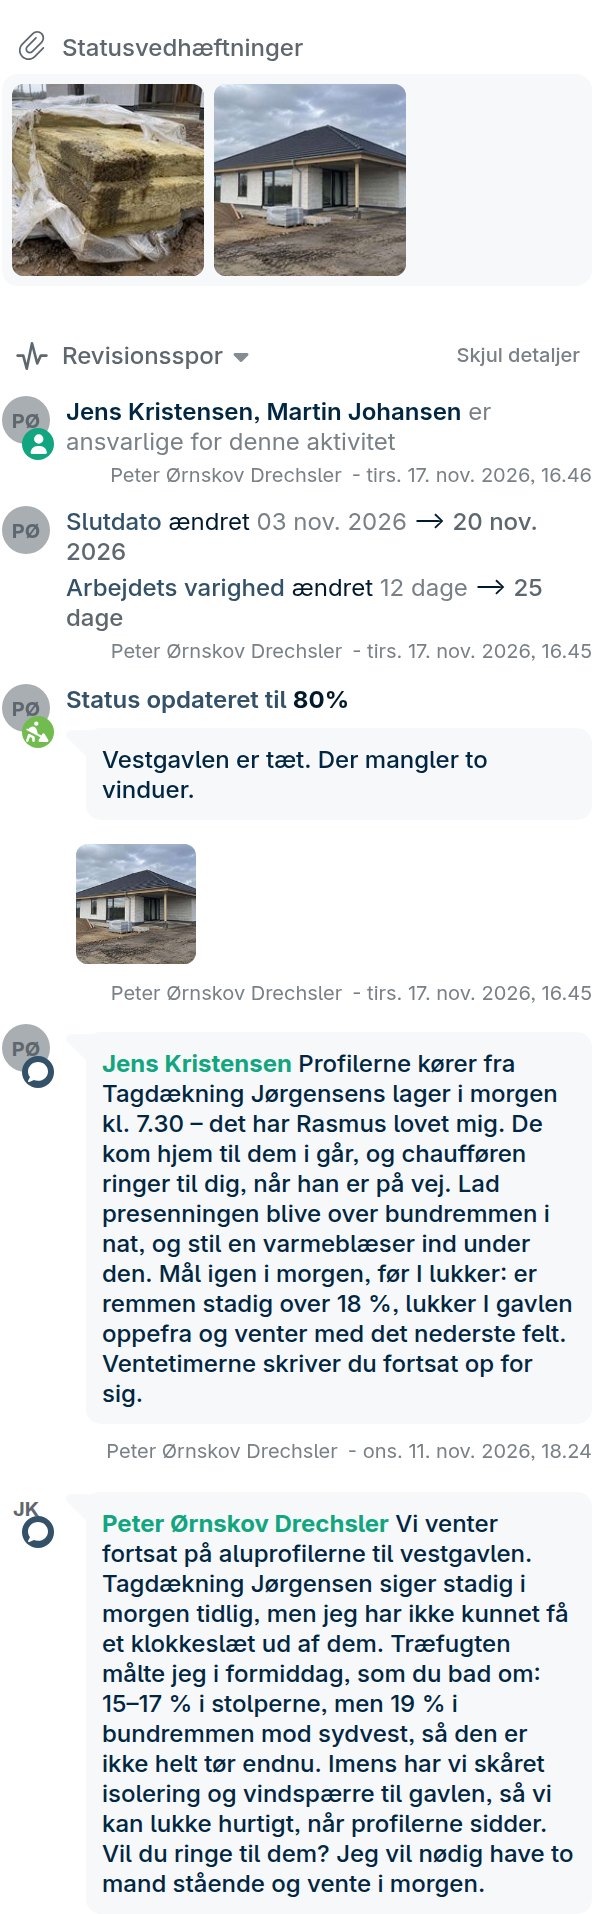 Statusvedhæftninger
Revisionsspor
Skjul detaljer
PØ
Jens Kristensen, Martin Johansen er
ansvarlige for denne aktivitet
Peter Ørnskov Drechsler - tirs. 17. nov. 2026, 16.46
PØ
Slutdato ændret 03 nov. 2026 → 20 nov.
2026
Arbejdets varighed ændret 12 dage → 25
dage
Peter Ørnskov Drechsler - tirs. 17. nov. 2026, 16.45
PØ
Status opdateret til 80%
Vestgavlen er tæt. Der mangler to
vinduer.
Peter Ørnskov Drechsler - tirs. 17. nov. 2026, 16.45
PØ
Jens Kristensen Profilerne kører fra
Tagdækning Jørgensens lager i morgen
kl. 7.30 – det har Rasmus lovet mig. De
kom hjem til dem i går, og chaufføren
ringer til dig, når han er på vej. Lad
presenningen blive over bundremmen i
nat, og stil en varmeblæser ind under
den. Mål igen i morgen, før I lukker: er
remmen stadig over 18 %, lukker I gavlen
oppefra og venter med det nederste felt.
Ventetimerne skriver du fortsat op for
sig.
Peter Ørnskov Drechsler - ons. 11. nov. 2026, 18.24
JK
Peter Ørnskov Drechsler Vi venter
fortsat på aluprofilerne til vestgavlen.
Tagdækning Jørgensen siger stadig i
morgen tidlig, men jeg har ikke kunnet få
et klokkeslæt ud af dem. Træfugten
målte jeg i formiddag, som du bad om:
15–17 % i stolperne, men 19 % i
bundremmen mod sydvest, så den er
ikke helt tør endnu. Imens har vi skåret
isolering og vindspærre til gavlen, så vi
kan lukke hurtigt, når profilerne sidder.
Vil du ringe til dem? Jeg vil nødig have to
mand stående og vente i morgen.